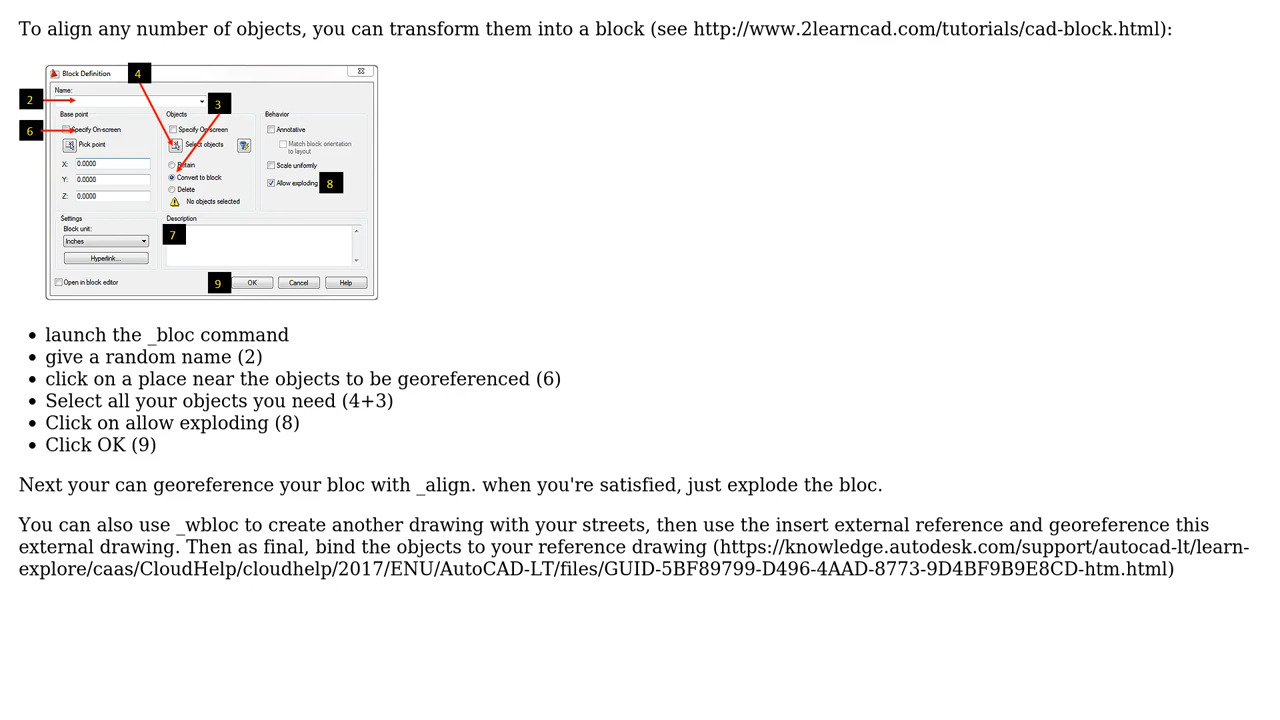 To align any number of objects, you can transform them into a block (see http://www.2learncad.com/tutorials/cad-block.html):
Block Definition
4
Name:
2
3
Base point
Objects
Behavior
6
Specify On-screen
Specify On-screen
Annotative
Pick point
Select objects
Match block orientation
to layout
X: 0.0000
Retain
Scale uniformly
Y: 0.0000
Convert to block
Allow exploding
8
Delete
Z: 0.0000
No objects selected
Settings
Description
Block unit:
7
Inches
Hyperlink...
Open in block editor
9
OK
Cancel
Help
• launch the _bloc command
• give a random name (2)
• click on a place near the objects to be georeferenced (6)
• Select all your objects you need (4+3)
• Click on allow exploding (8)
• Click OK (9)
Next your can georeference your bloc with _align. when you're satisfied, just explode the bloc.
You can also use _wbloc to create another drawing with your streets, then use the insert external reference and georeference this
external drawing. Then as final, bind the objects to your reference drawing (https://knowledge.autodesk.com/support/autocad-lt/learn-
explore/caas/CloudHelp/cloudhelp/2017/ENU/AutoCAD-LT/files/GUID-5BF89799-D496-4AAD-8773-9D4BF9B9E8CD-htm.html)